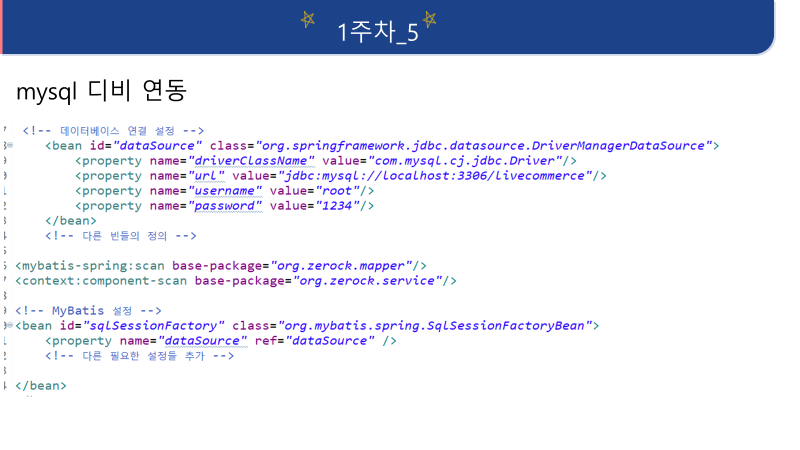 1주차_5
mysql 디비 연동
<!-- 데이터베이스 연결 설정 -->
<bean id="dataSource" class="org.springframework.jdbc.datasource.DriverManagerDataSource">
<property name="driverClassName" value="com.mysql.cj.jdbc.Driver"/>
<property name="url" value="jdbc:mysql://localhost:3306/livecommerce"/>
<property name="username" value="root"/>
<property name="password" value="1234"/>
</bean>
<!-- 다른 빈들의 정의 -->
<mybatis-spring:scan base-package="org.zerock.mapper"/>
<context:component-scan base-package="org.zerock.service"/>
<!-- MyBatis 설정 -->
<bean id="sqlSessionFactory" class="org.mybatis.spring.SqlSessionFactoryBean">
<property name="dataSource" ref="dataSource" />
<!-- 다른 필요한 설정들 추가 -->
</bean>